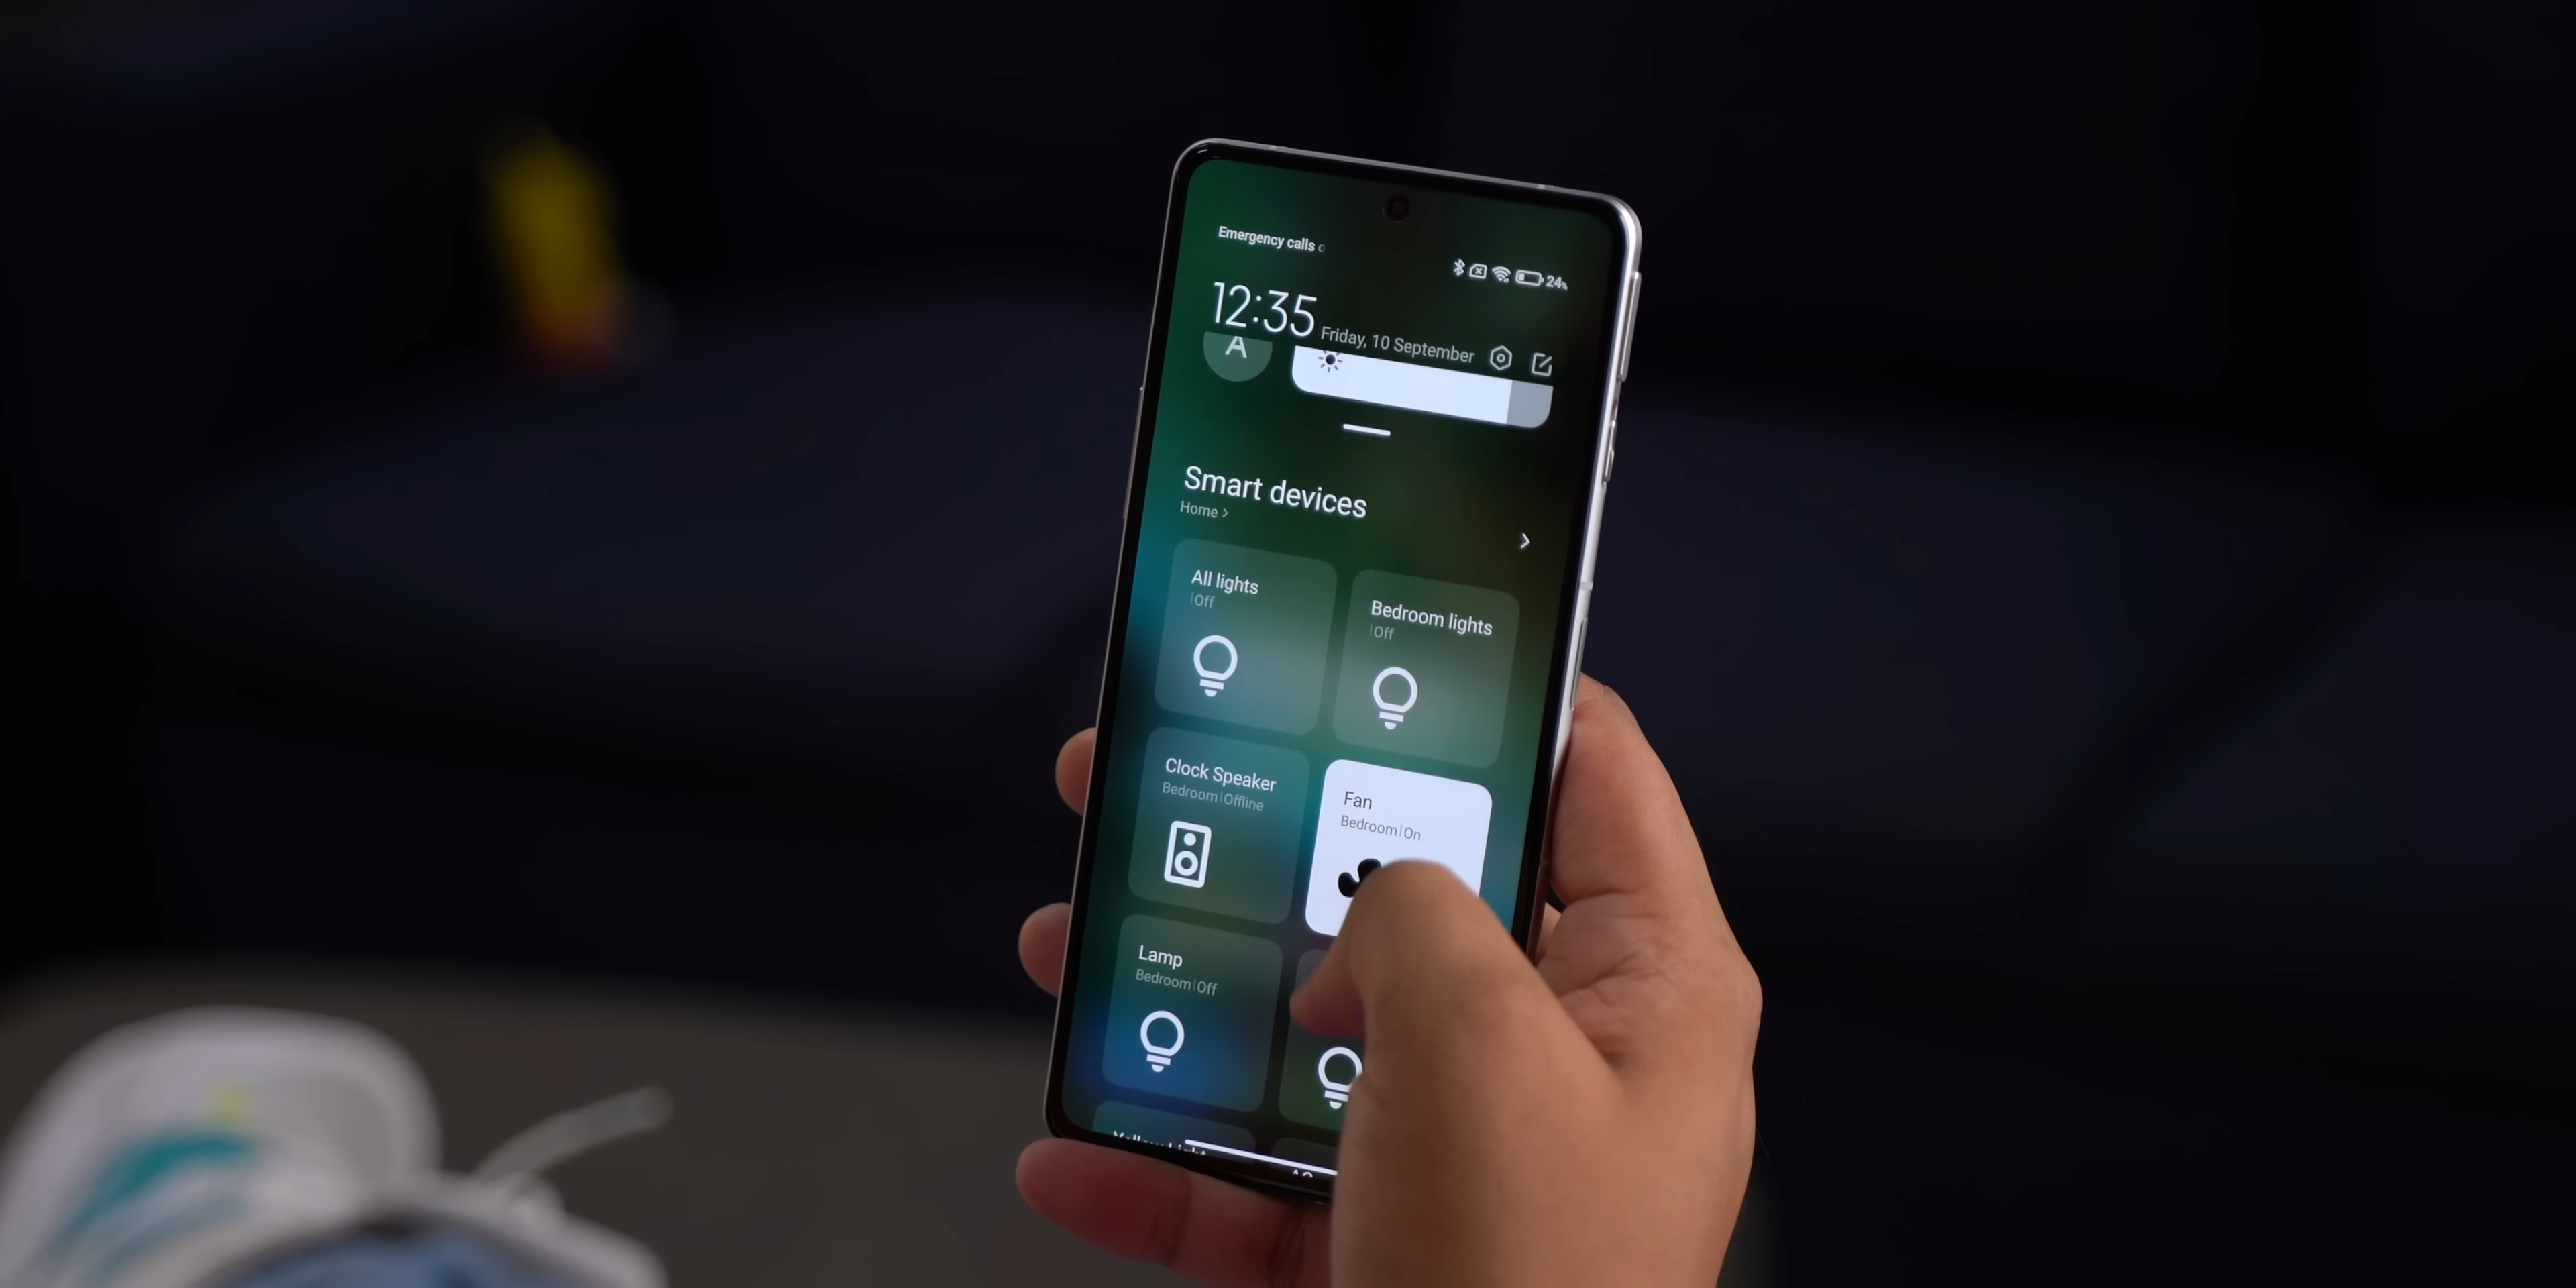 Emergency calls
24%
12:35 Friday, 10 September
A
Smart devices
Home >
All lights
|Off
Bedroom lights
|Off
Clock Speaker
Bedroom|Offline
Fan
Bedroom|On
Lamp
Bedroom|Off